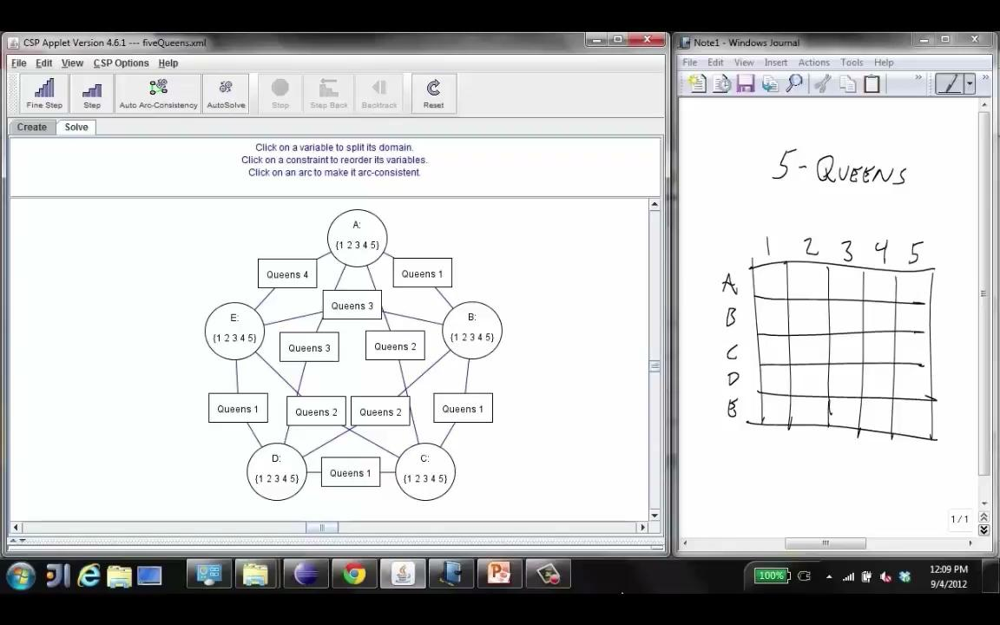 CSP Applet Version 4.6.1 --- fiveQueens.xml
File Edit View CSP Options Help
Fine Step Step Auto Arc-Consistency AutoSolve Stop Step Back Backtrack Reset
Create Solve
Click on a variable to split its domain.
Click on a constraint to reorder its variables.
Click on an arc to make it arc-consistent.
A:
{1 2 3 4 5}
Queens 4 Queens 1
Queens 3
E: B:
{1 2 3 4 5} {1 2 3 4 5}
Queens 3 Queens 2
Queens 1 Queens 2 Queens 2 Queens 1
D: C:
{1 2 3 4 5} Queens 1 {1 2 3 4 5}
Note1 - Windows Journal
File Edit View Insert Actions Tools Help
5-QUEENS
1 2 3 4 5
A
B
C
D
E
1/1
100%
12:09 PM
9/4/2012